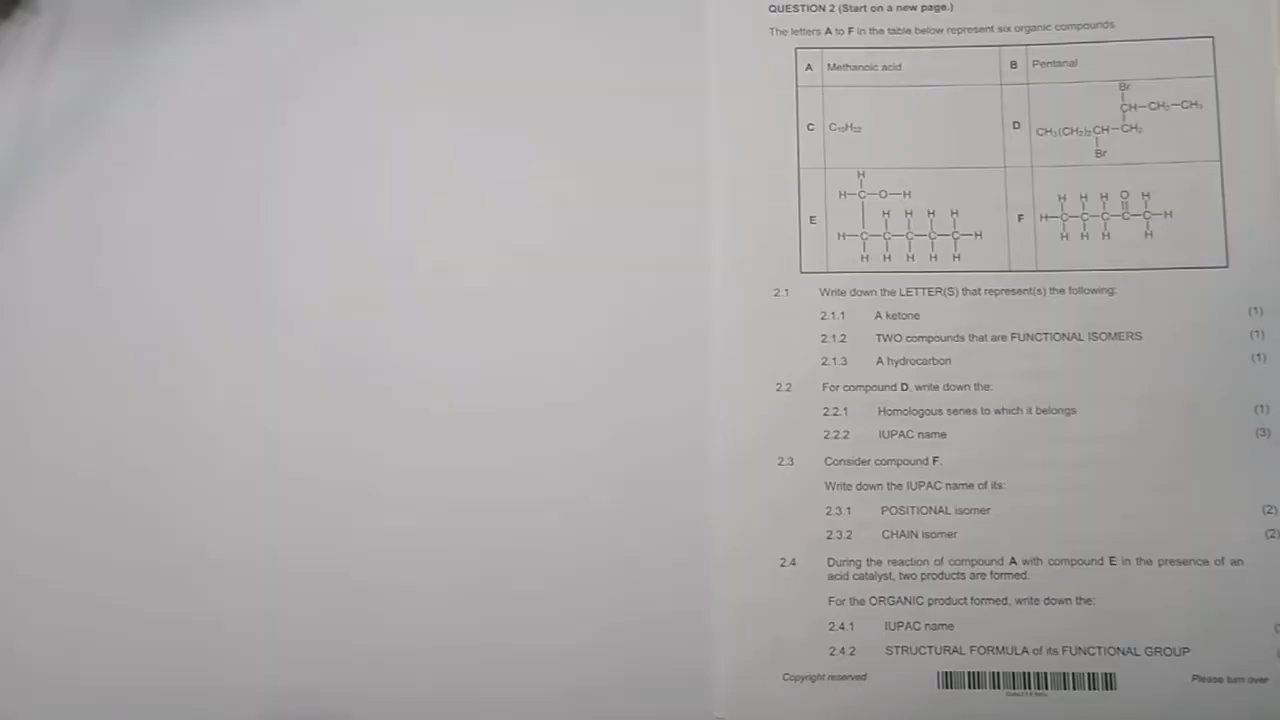 QUESTION 2 (Start on a new page.)
The letters A to F in the table below represent six organic compounds.
A Methanoic acid B Pentanal
C C₁₀H₂₂ D Br
CH–CH₂–CH₃
CH₃(CH₂)₂CH–CH₂
Br
E H
H–C–O–H
H H H H
H–C–C–C–C–C–H
H H H H H
F H H H O H
H–C–C–C–C–C–H
H H H H
2.1 Write down the LETTER(S) that represent(s) the following:
2.1.1 A ketone (1)
2.1.2 TWO compounds that are FUNCTIONAL ISOMERS (1)
2.1.3 A hydrocarbon (1)
2.2 For compound D, write down the:
2.2.1 Homologous series to which it belongs (1)
2.2.2 IUPAC name (3)
2.3 Consider compound F.
Write down the IUPAC name of its:
2.3.1 POSITIONAL isomer (2)
2.3.2 CHAIN isomer (2)
2.4 During the reaction of compound A with compound E in the presence of an
acid catalyst, two products are formed.
For the ORGANIC product formed, write down the:
2.4.1 IUPAC name
2.4.2 STRUCTURAL FORMULA of its FUNCTIONAL GROUP
Copyright reserved Please turn over